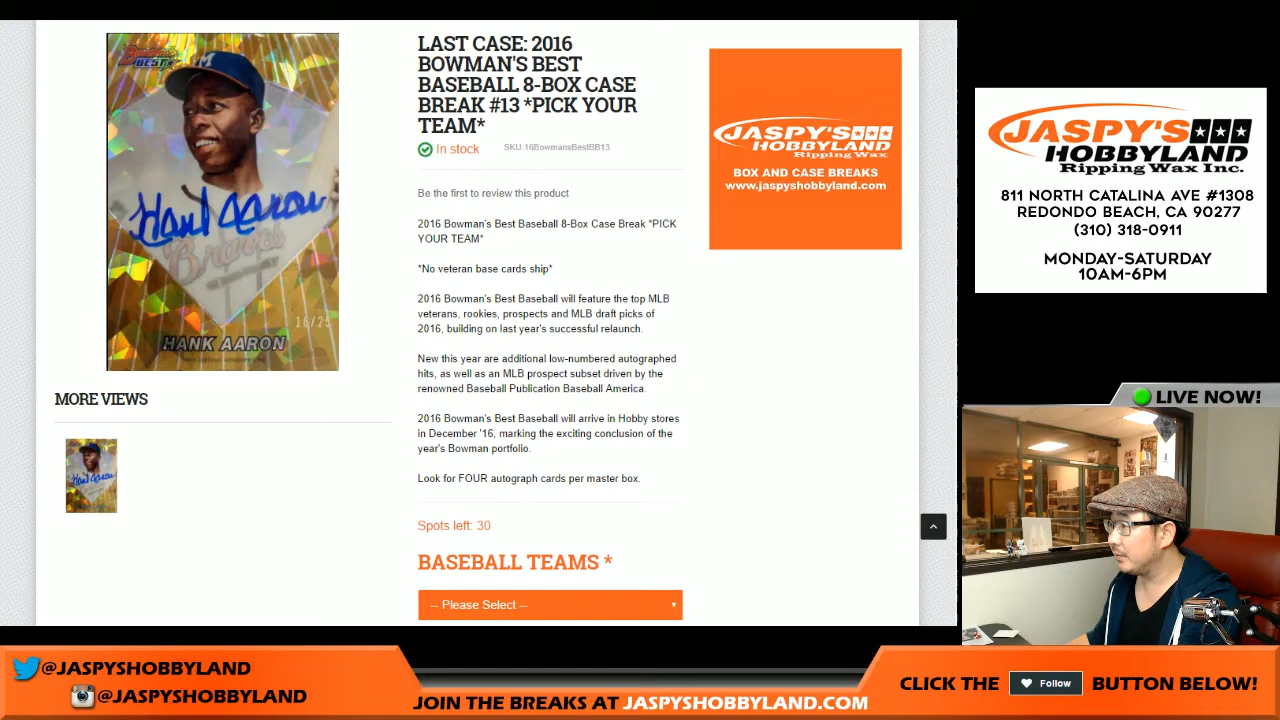 BOWMAN'S
BEST
M
Hank Aaron
Braves
16/25
HANK AARON
MORE VIEWS
LAST CASE: 2016
BOWMAN'S BEST
BASEBALL 8-BOX CASE
BREAK #13 *PICK YOUR
TEAM*
In stock
SKU:16BowmansBestBB13
Be the first to review this product
2016 Bowman's Best Baseball 8-Box Case Break *PICK
YOUR TEAM*
*No veteran base cards ship*
2016 Bowman's Best Baseball will feature the top MLB
veterans, rookies, prospects and MLB draft picks of
2016, building on last year's successful relaunch.
New this year are additional low-numbered autographed
hits, as well as an MLB prospect subset driven by the
renowned Baseball Publication Baseball America.
2016 Bowman's Best Baseball will arrive in Hobby stores
in December '16, marking the exciting conclusion of the
year's Bowman portfolio.
Look for FOUR autograph cards per master box.
Spots left: 30
BASEBALL TEAMS *
-- Please Select --
JASPY'S
HOBBYLAND
Ripping Wax
BOX AND CASE BREAKS
www.jaspyshobbyland.com
JASPY'S
HOBBYLAND
Ripping Wax Inc.
811 NORTH CATALINA AVE #1308
REDONDO BEACH, CA 90277
(310) 318-0911
MONDAY-SATURDAY
10AM-6PM
LIVE NOW!
@JASPYSHOBBYLAND
@JASPYSHOBBYLAND
JOIN THE BREAKS AT JASPYSHOBBYLAND.COM
CLICK THE Follow BUTTON BELOW!